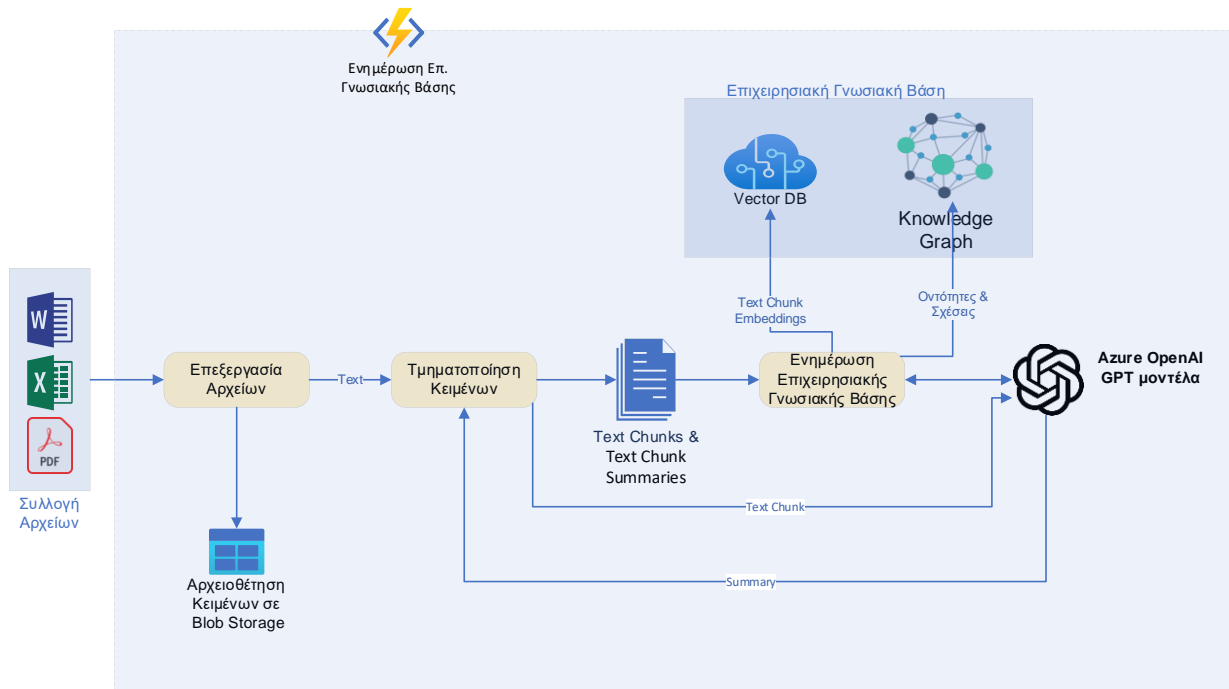 Ενημέρωση Επ.
Γνωσιακής Βάσης
Επιχειρησιακή Γνωσιακή Βάση
Vector DB
Knowledge
Graph
Text Chunk
Embeddings
Οντότητες &
Σχέσεις
W
X
PDF
Συλλογή
Αρχείων
Επεξεργασία
Αρχείων
Text
Τμηματοποίηση
Κειμένων
Text Chunks &
Text Chunk
Summaries
Ενημέρωση
Επιχειρησιακής
Γνωσιακής Βάσης
Azure OpenAI
GPT μοντέλα
Text Chunk
Summary
Αρχειοθέτηση
Κειμένων σε
Blob Storage